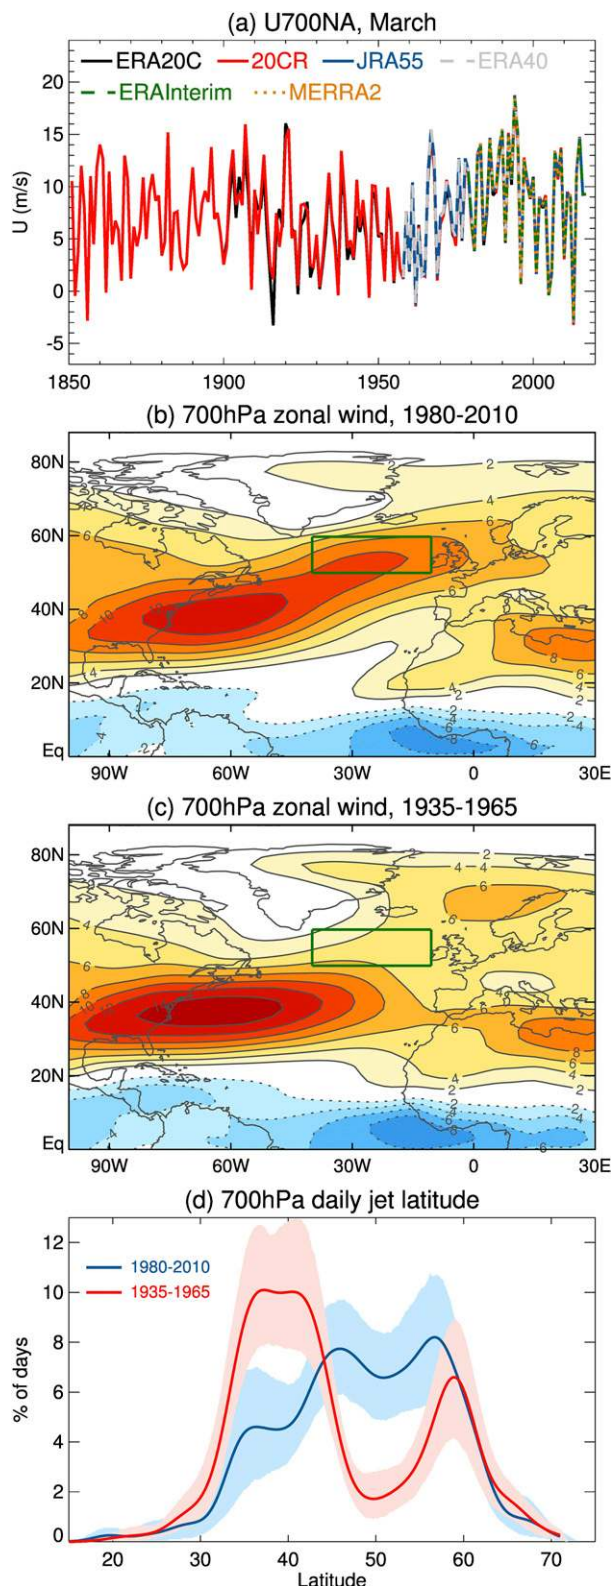 (a) U700NA, March
ERA20C 20CR JRA55 ERA40
ERAInterim MERRA2
20
15
10
5
0
-5
U (m/s)
1850 1900 1950 2000
(b) 700hPa zonal wind, 1980-2010
80N
60N
40N
20N
Eq
90W 60W 30W 0 30E
(c) 700hPa zonal wind, 1935-1965
80N
60N
40N
20N
Eq
90W 60W 30W 0 30E
(d) 700hPa daily jet latitude
1980-2010
1935-1965
12
10
8
6
4
2
0
% of days
20 30 40 50 60 70
Latitude